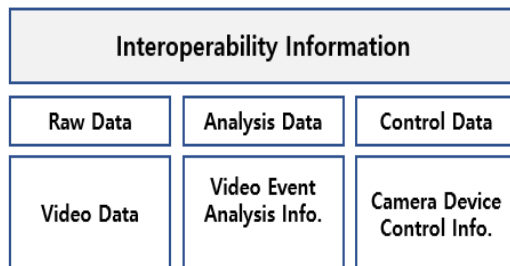 Interoperability Information
Raw Data
Analysis Data
Control Data
Video Data
Video Event
Analysis Info.
Camera Device
Control Info.